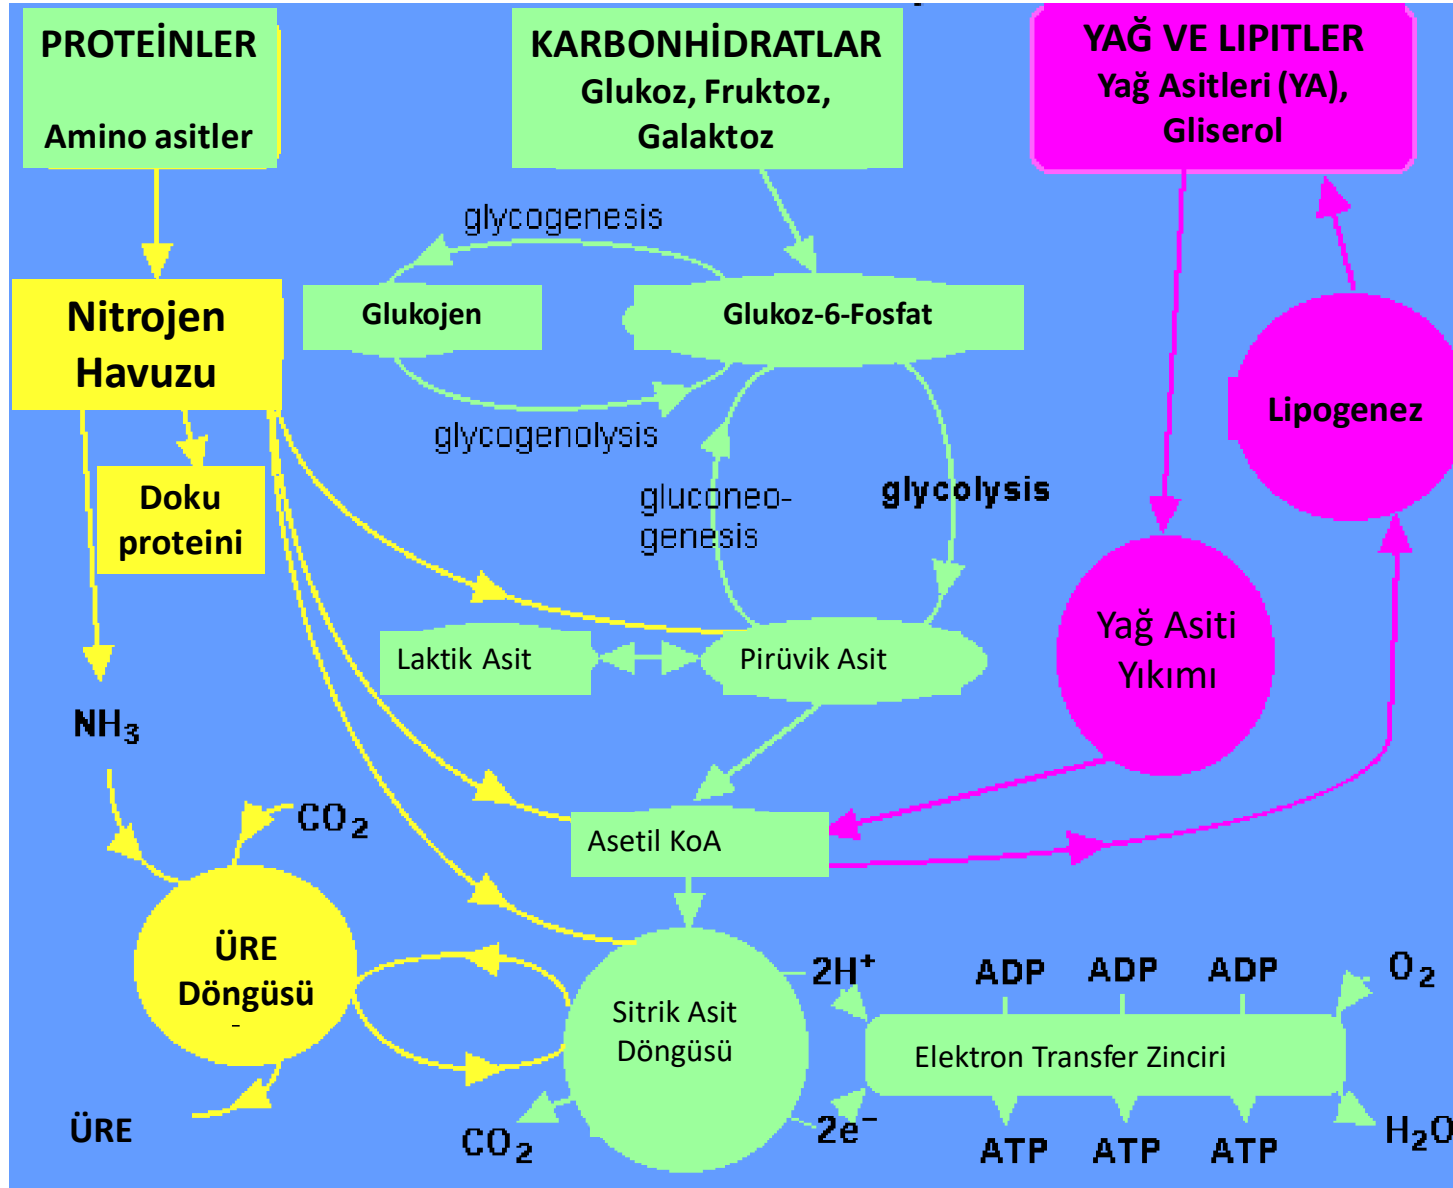 PROTEİNLER
Amino asitler
KARBONHİDRATLAR
Glukoz, Fruktoz,
Galaktoz
YAĞ VE LIPITLER
Yağ Asitleri (YA),
Gliserol
glycogenesis
Glukojen
Glukoz-6-Fosfat
glycogenolysis
Nitrojen
Havuzu
Doku
proteini
gluconeo-
genesis
glycolysis
Lipogenez
Laktik Asit
Pirüvik Asit
Yağ Asiti
Yıkımı
NH₃
CO₂
Asetil KoA
ÜRE
Döngüsü
-
ÜRE
Sitrik Asit
Döngüsü
CO₂
2H⁺
2e⁻
ADP ADP ADP
O₂
Elektron Transfer Zinciri
ATP ATP ATP
H₂O